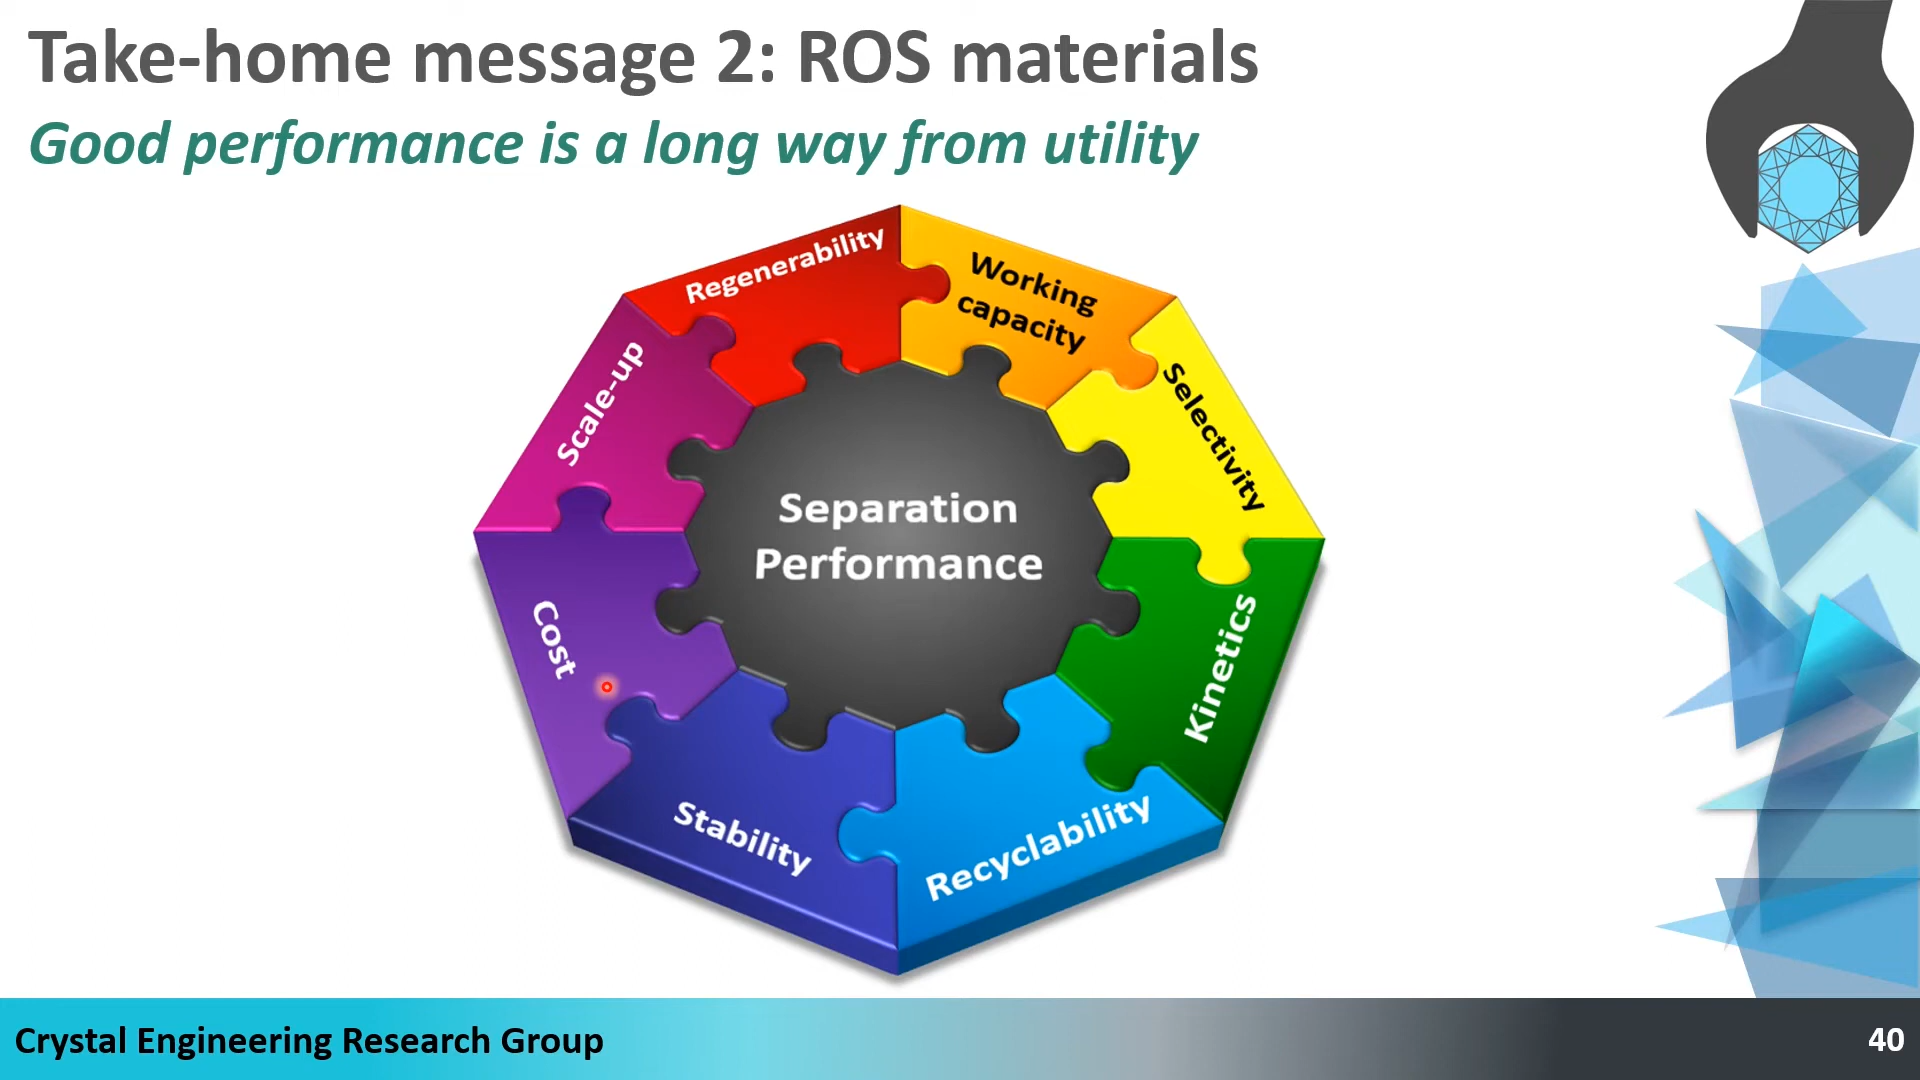 Take-home message 2: ROS materials
Good performance is a long way from utility
Regenerability
Working
capacity
Selectivity
Scale-up
Separation
Performance
Cost
Kinetics
Stability
Recyclability
Crystal Engineering Research Group
40